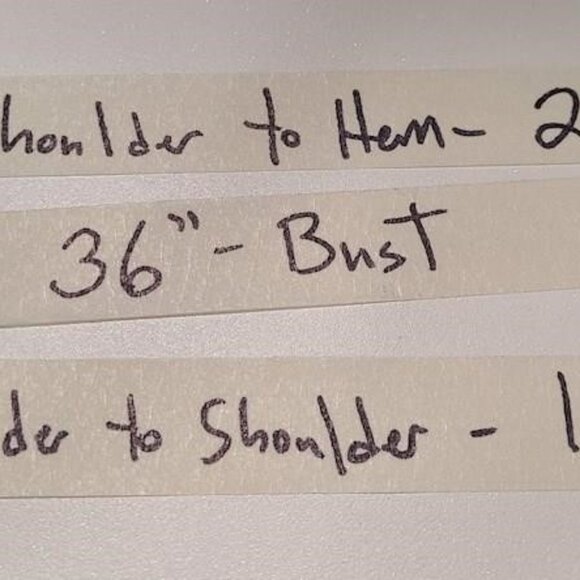 houlder to Hem- 2
36"- Bust
der to Shoulder - 1